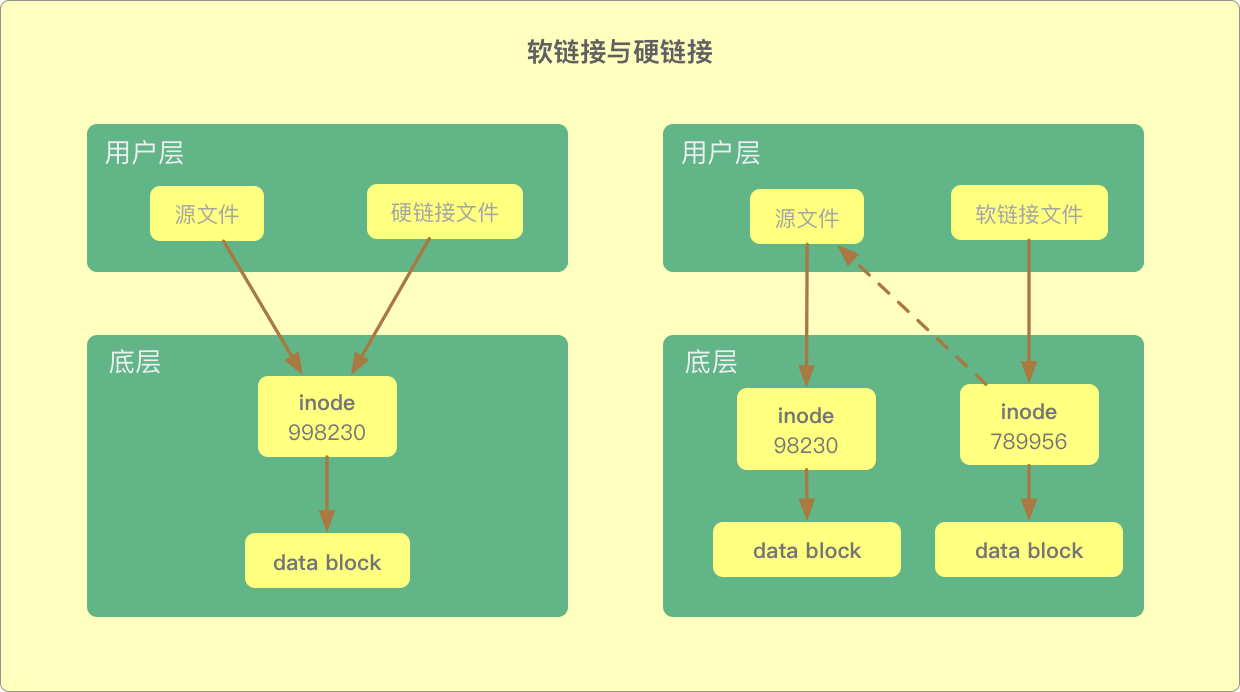 软链接与硬链接
用户层
源文件
硬链接文件
底层
inode
998230
data block
用户层
源文件
软链接文件
底层
inode
98230
inode
789956
data block
data block